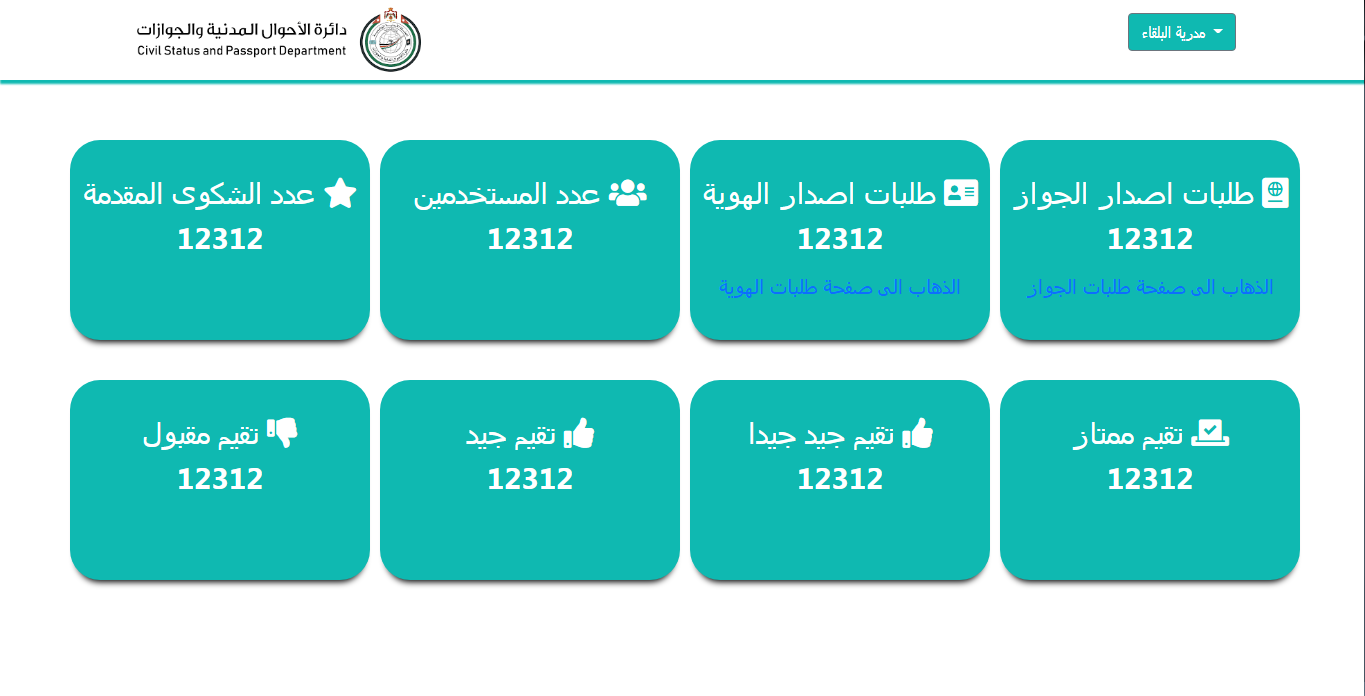 مدرية البلقاء
دائرة الأحوال المدنية والجوازات
Civil Status and Passport Department
طلبات اصدار الجواز
12312
الذهاب الى صفحة طلبات الجواز
طلبات اصدار الهوية
12312
الذهاب الى صفحة طلبات الهوية
عدد المستخدمين
12312
عدد الشكوى المقدمة
12312
تقيم ممتاز
12312
تقيم جيد جيدا
12312
تقيم جيد
12312
تقيم مقبول
12312